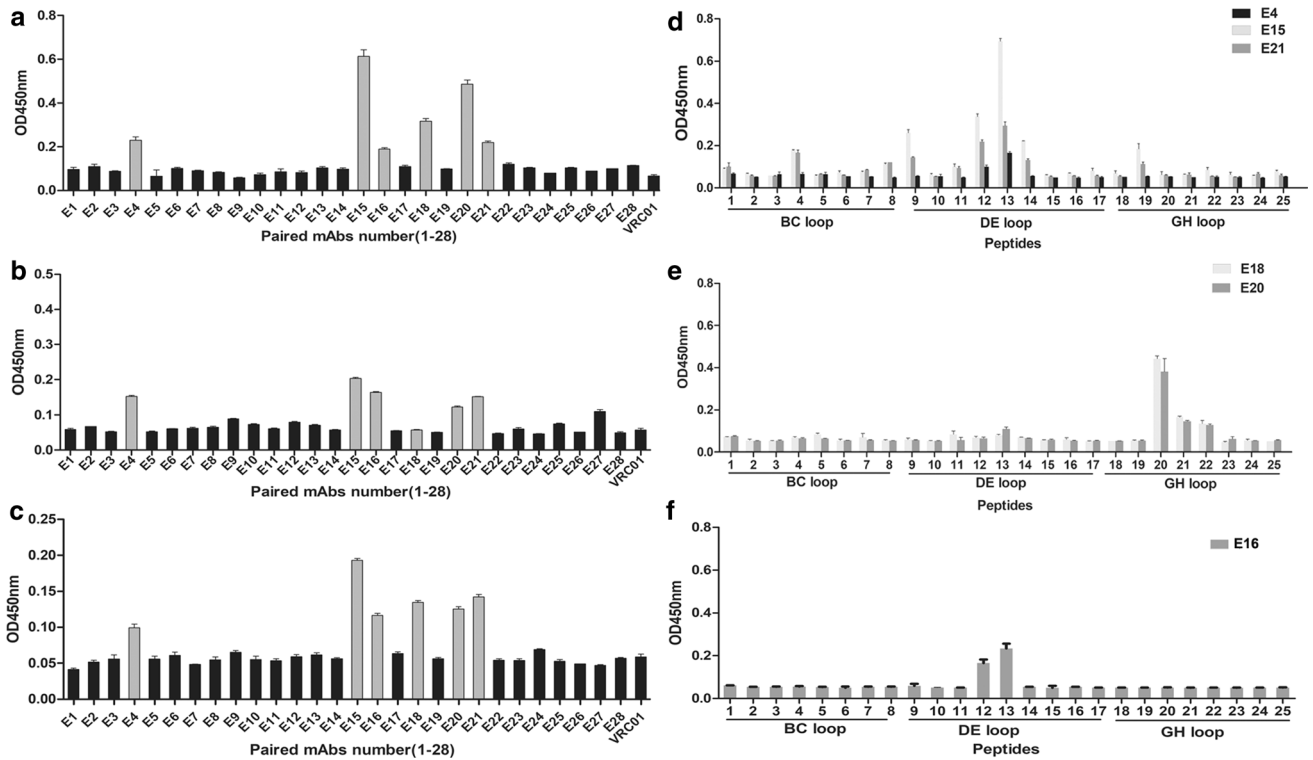 a
OD450nm
0.8
0.6
0.4
0.2
0.0
E1 E2 E3 E4 E5 E6 E7 E8 E9 E10 E11 E12 E13 E14 E15 E16 E17 E18 E19 E20 E21 E22 E23 E24 E25 E26 E27 E28 VRC01
Paired mAbs number(1-28)
b
OD450nm
0.5
0.4
0.3
0.2
0.1
0.0
E1 E2 E3 E4 E5 E6 E7 E8 E9 E10 E11 E12 E13 E14 E15 E16 E17 E18 E19 E20 E21 E22 E23 E24 E25 E26 E27 E28 VRC01
Paired mAbs number(1-28)
c
OD450nm
0.25
0.20
0.15
0.10
0.05
0.00
E1 E2 E3 E4 E5 E6 E7 E8 E9 E10 E11 E12 E13 E14 E15 E16 E17 E18 E19 E20 E21 E22 E23 E24 E25 E26 E27 E28 VRC01
Paired mAbs number(1-28)
d
E4
E15
E21
OD450nm
0.8
0.6
0.4
0.2
0.0
1 2 3 4 5 6 7 8 9 10 11 12 13 14 15 16 17 18 19 20 21 22 23 24 25
BC loop DE loop GH loop
Peptides
e
E18
E20
OD450nm
0.8
0.6
0.4
0.2
0.0
1 2 3 4 5 6 7 8 9 10 11 12 13 14 15 16 17 18 19 20 21 22 23 24 25
BC loop DE loop GH loop
Peptides
f
E16
OD450nm
0.8
0.6
0.4
0.2
0.0
1 2 3 4 5 6 7 8 9 10 11 12 13 14 15 16 17 18 19 20 21 22 23 24 25
BC loop DE loop GH loop
Peptides